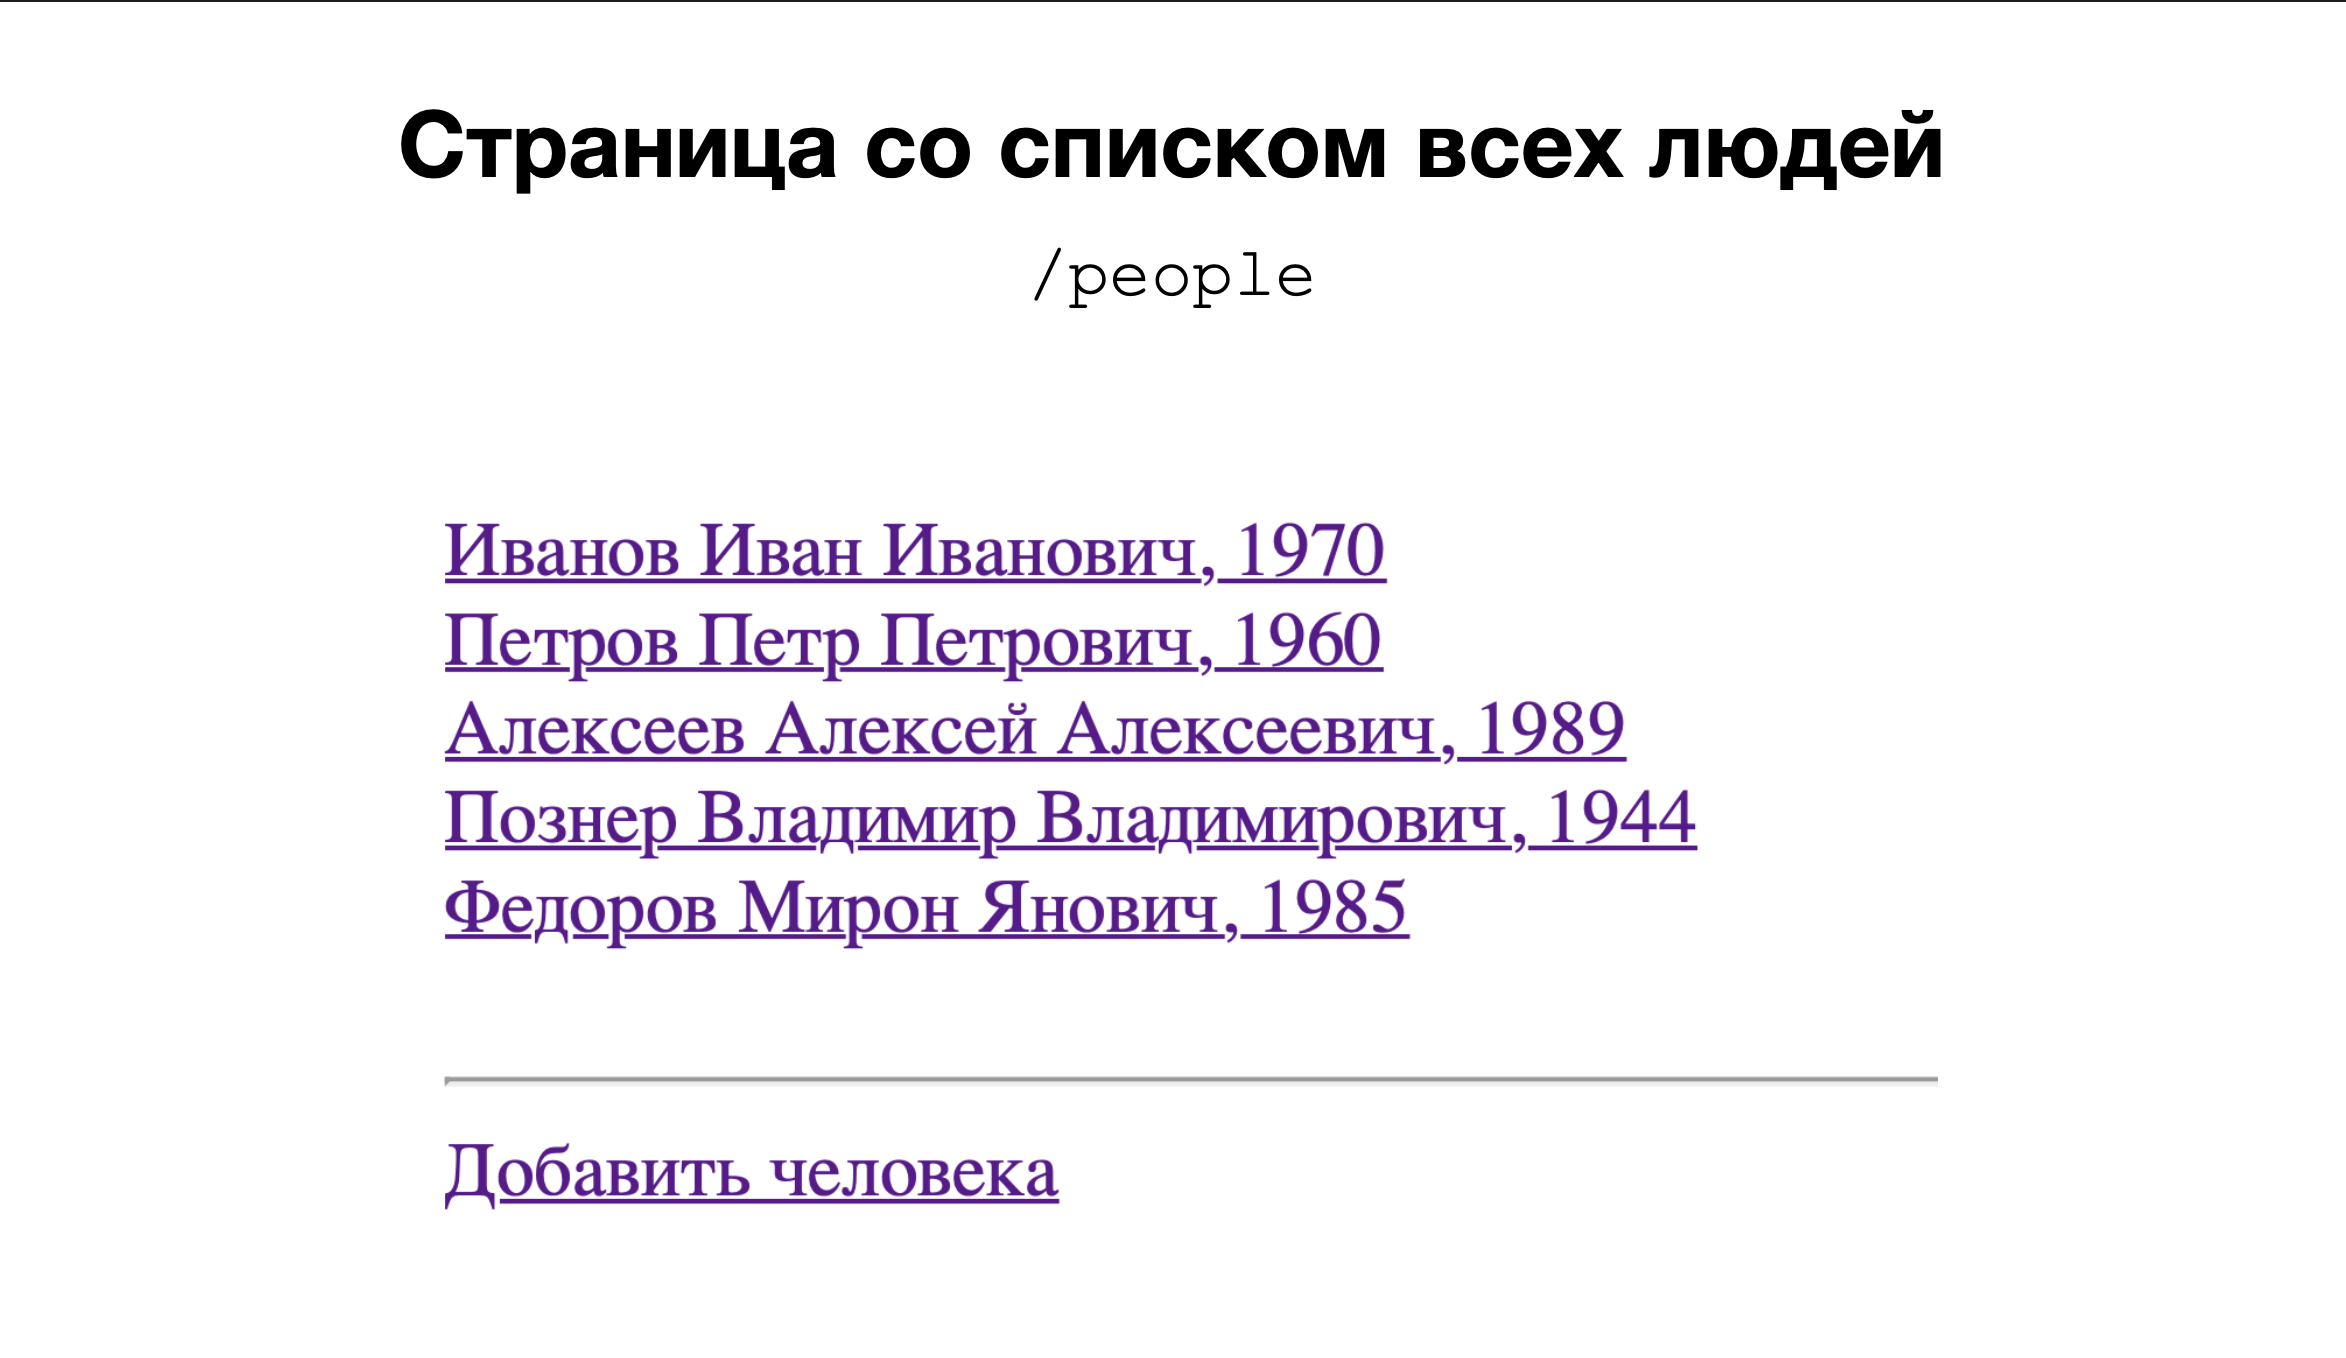 Страница со списком всех людей
/people
Иванов Иван Иванович, 1970
Петров Петр Петрович, 1960
Алексеев Алексей Алексеевич, 1989
Познер Владимир Владимирович, 1944
Федоров Мирон Янович, 1985
Добавить человека